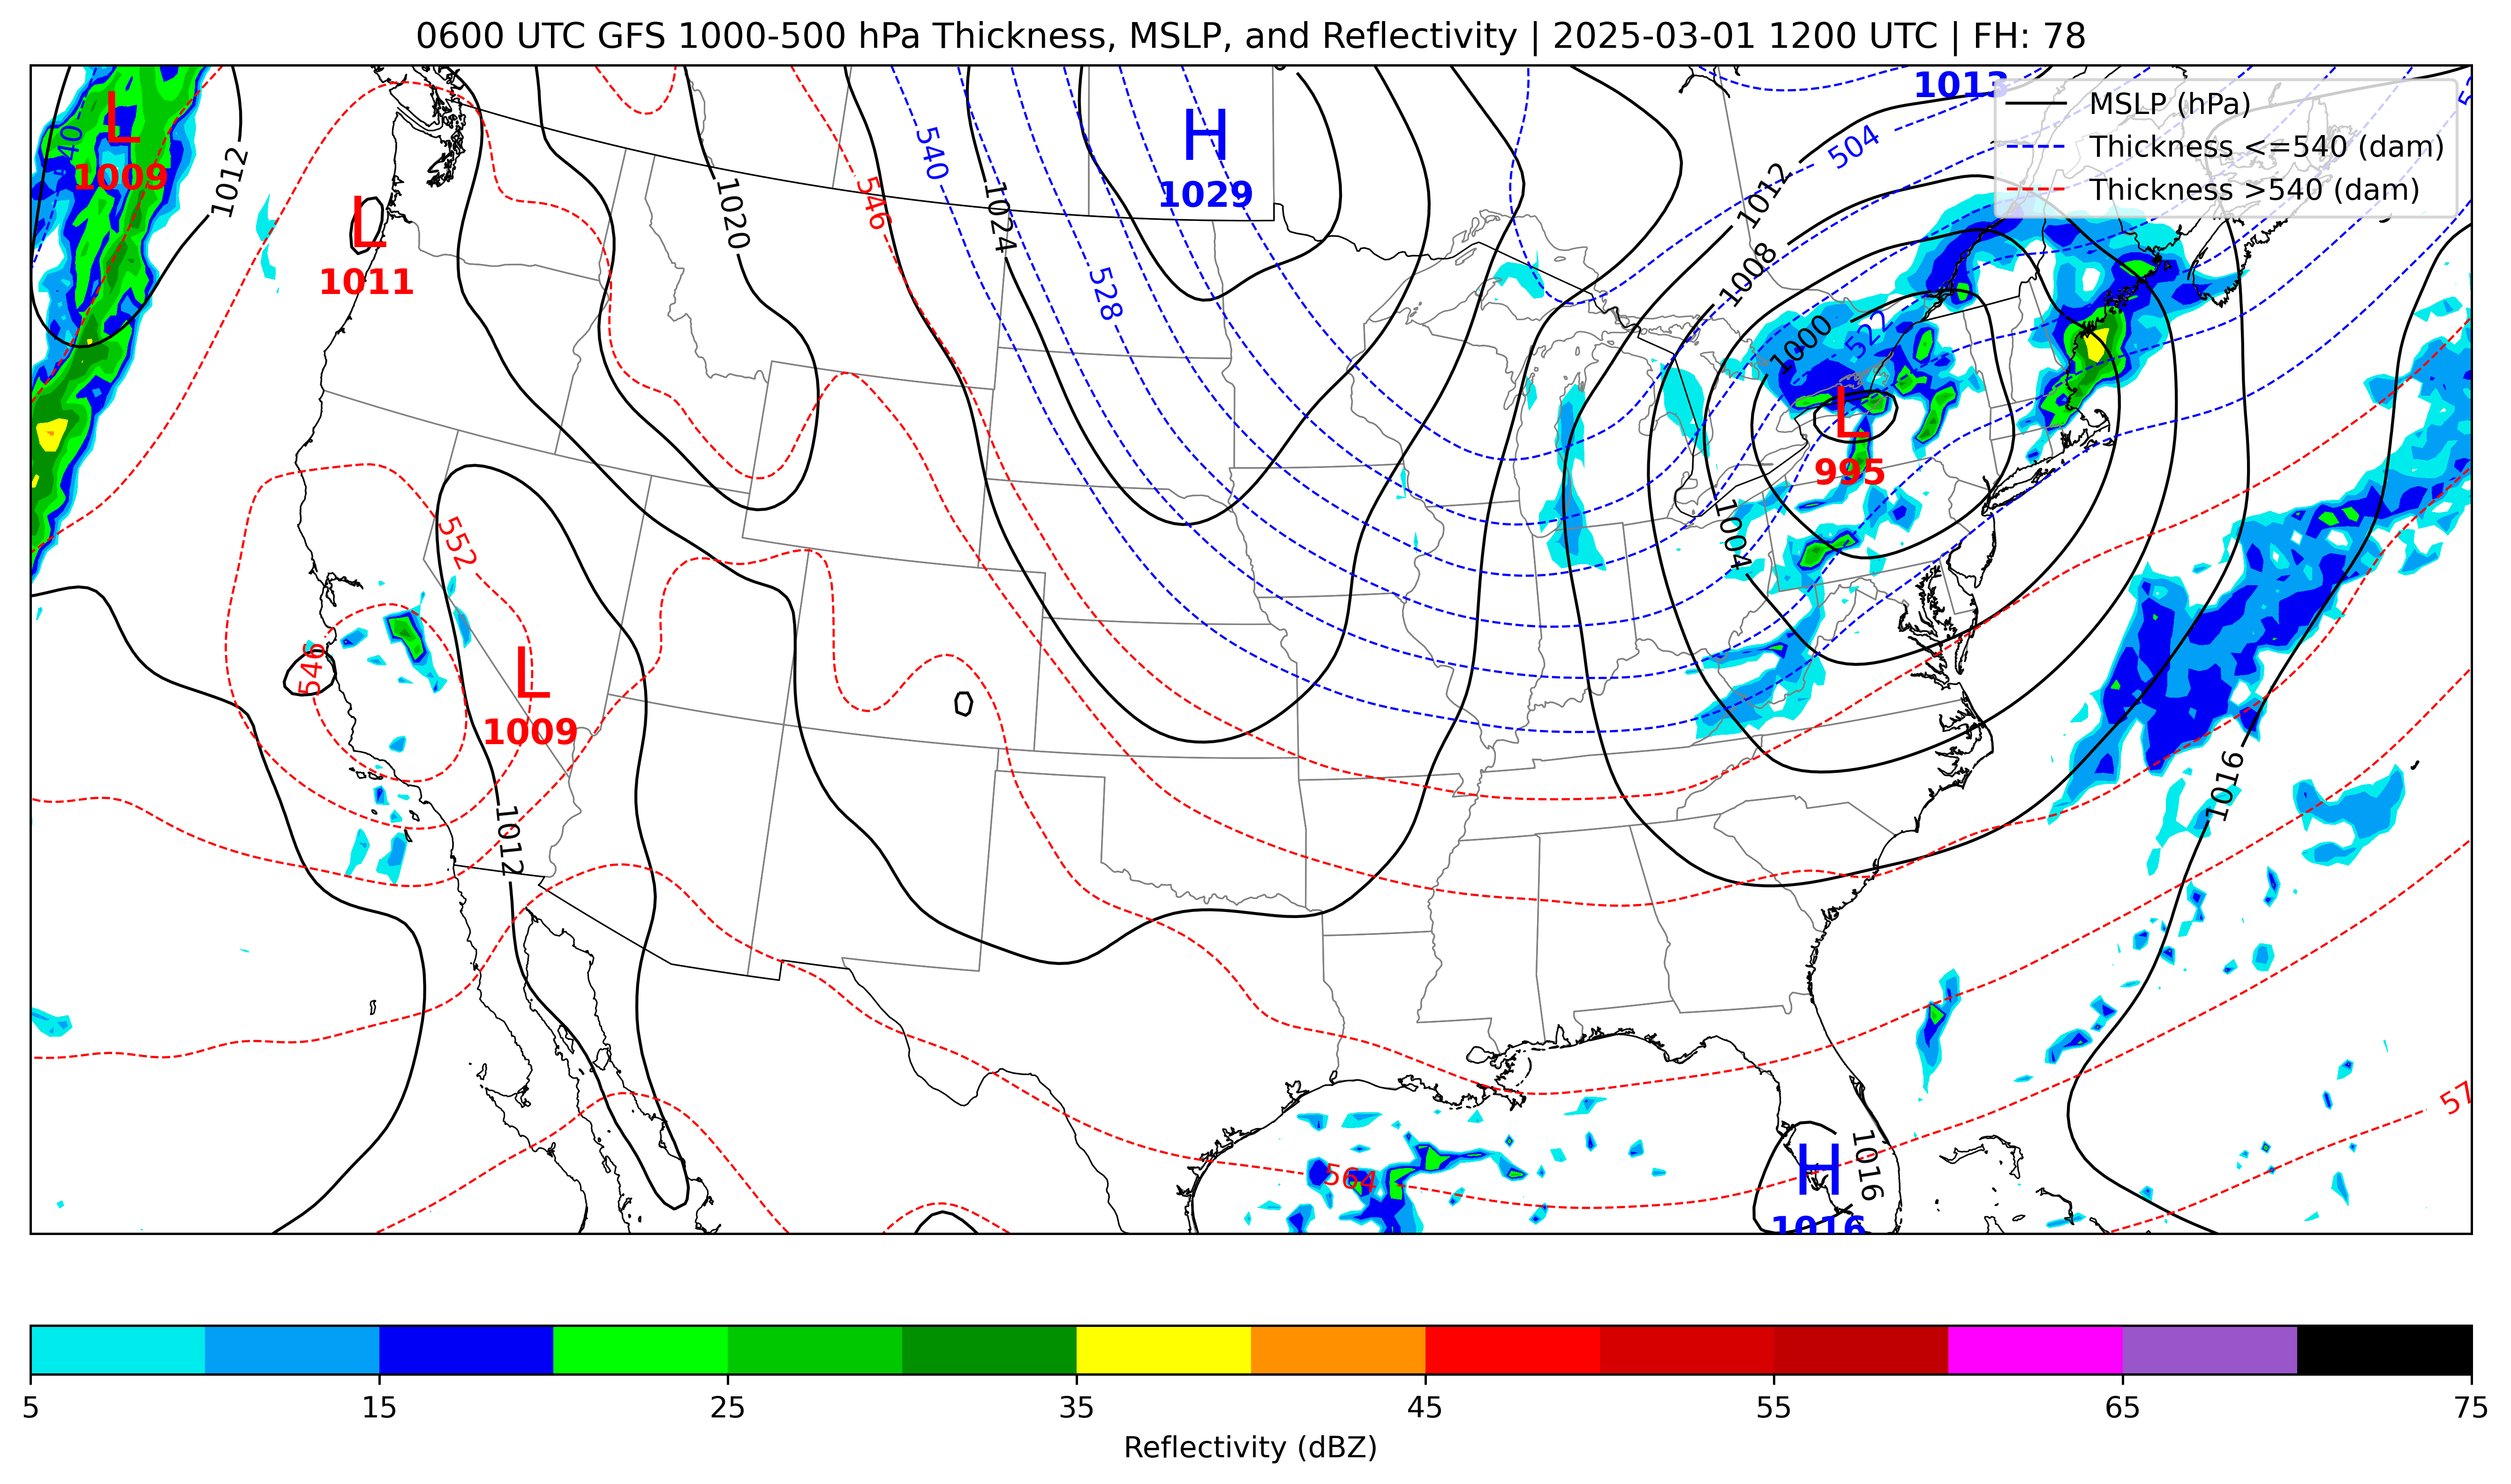 0600 UTC GFS 1000-500 hPa Thickness, MSLP, and Reflectivity | 2025-03-01 1200 UTC | FH: 78
1013
MSLP (hPa)
Thickness <=540 (dam)
Thickness >540 (dam)
L
1009
540
1012
L
1011
1020
546
540
1024
H
1029
528
504
1012
1008
1000
522
L
995
1004
552
546
L
1009
1012
1016
564
H
1016
1016
57
5 15 25 35 45 55 65 75
Reflectivity (dBZ)